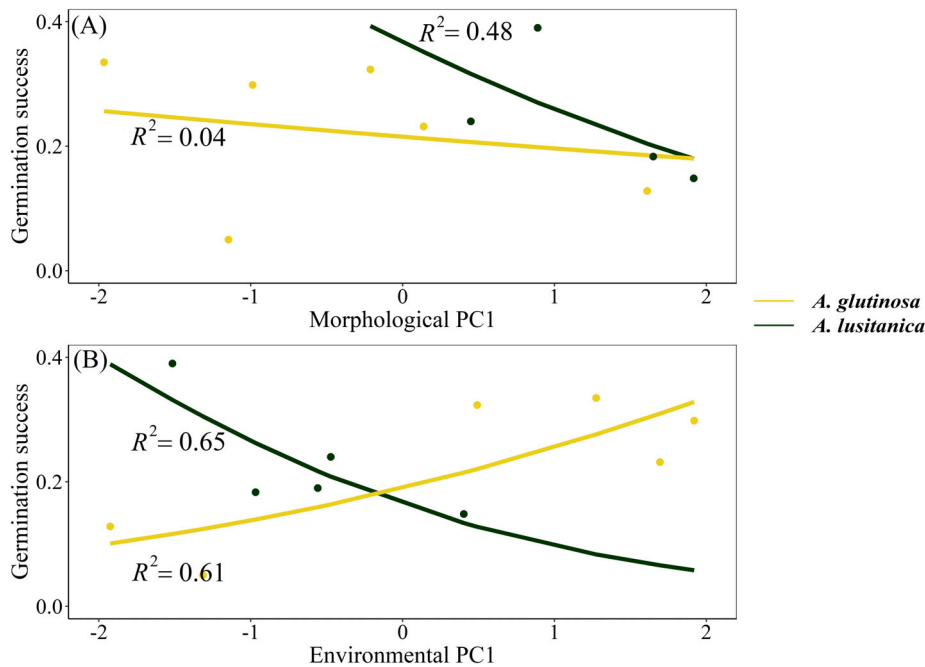 (A)
0.4
0.2
0.0
Germination success
R² = 0.48
R² = 0.04
-2 -1 0 1 2
Morphological PC1
A. glutinosa
A. lusitanica
(B)
0.4
0.2
0.0
Germination success
R² = 0.65
R² = 0.61
-2 -1 0 1 2
Environmental PC1